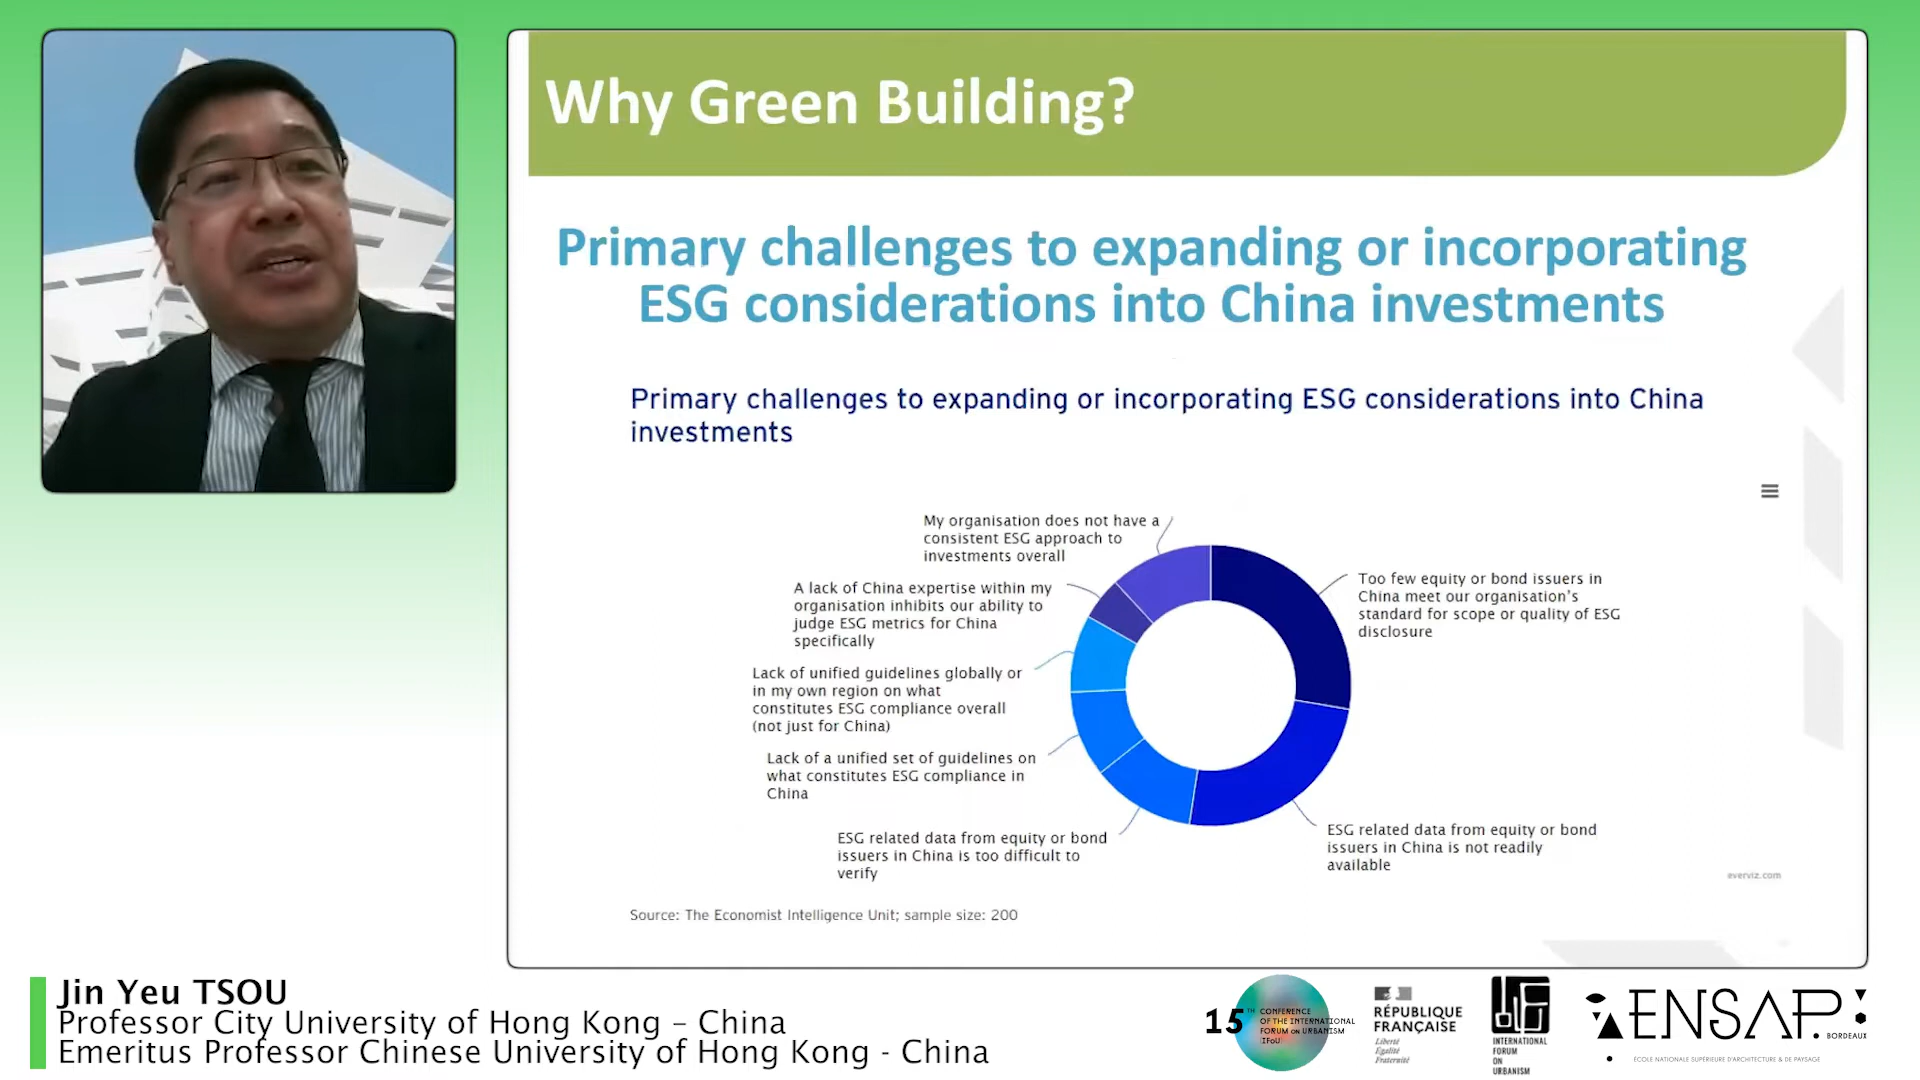 Why Green Building?
Primary challenges to expanding or incorporating
ESG considerations into China investments
Primary challenges to expanding or incorporating ESG considerations into China
investments
My organisation does not have a
consistent ESG approach to
investments overall
A lack of China expertise within my
organisation inhibits our ability to
judge ESG metrics for China
specifically
Lack of unified guidelines globally or
in my own region on what
constitutes ESG compliance overall
(not just for China)
Lack of a unified set of guidelines on
what constitutes ESG compliance in
China
ESG related data from equity or bond
issuers in China is too difficult to
verify
Too few equity or bond issuers in
China meet our organisation's
standard for scope or quality of ESG
disclosure
ESG related data from equity or bond
issuers in China is not readily
available
everviz.com
Source: The Economist Intelligence Unit; sample size: 200
Jin Yeu TSOU
Professor City University of Hong Kong – China
Emeritus Professor Chinese University of Hong Kong - China
15TH CONFERENCE
OF THE INTERNATIONAL
FORUM ON URBANISM
(IFoU)
RÉPUBLIQUE
FRANÇAISE
Liberté
Égalité
Fraternité
INTERNATIONAL
FORUM
ON
URBANISM
ENSAP
BORDEAUX
ÉCOLE NATIONALE SUPÉRIEURE D'ARCHITECTURE & DE PAYSAGE